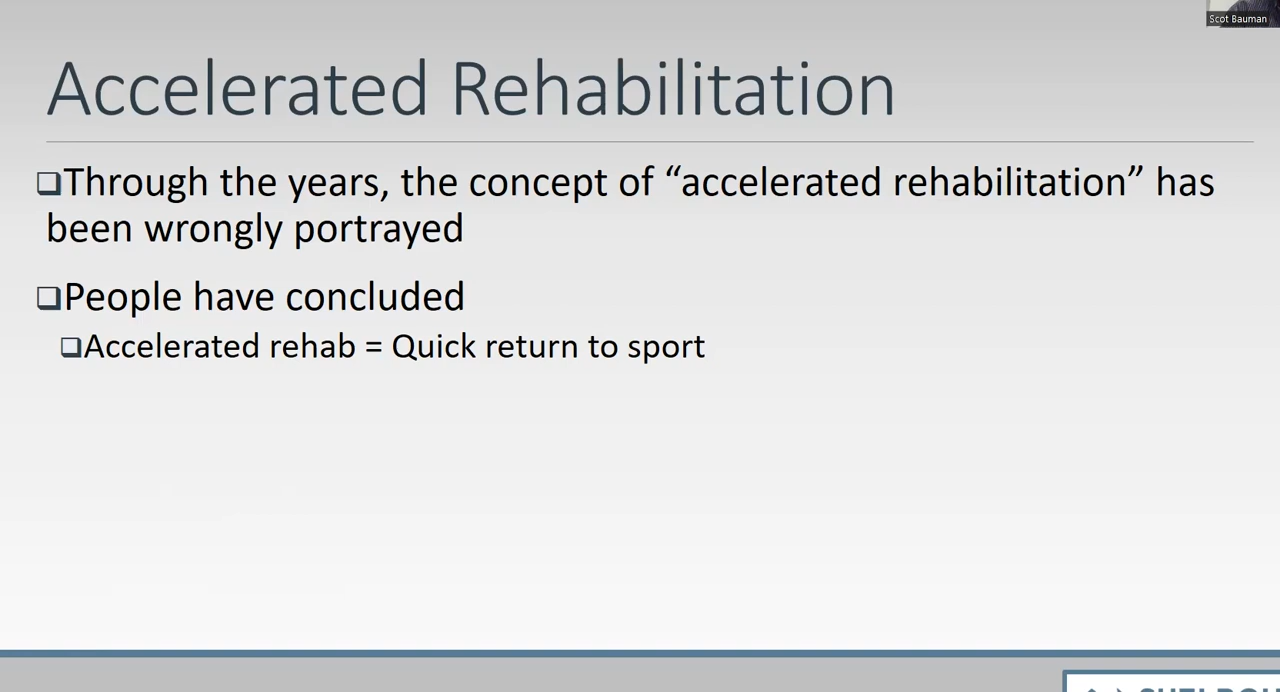 Scot Bauman
Accelerated Rehabilitation
Through the years, the concept of “accelerated rehabilitation” has
been wrongly portrayed
People have concluded
Accelerated rehab = Quick return to sport